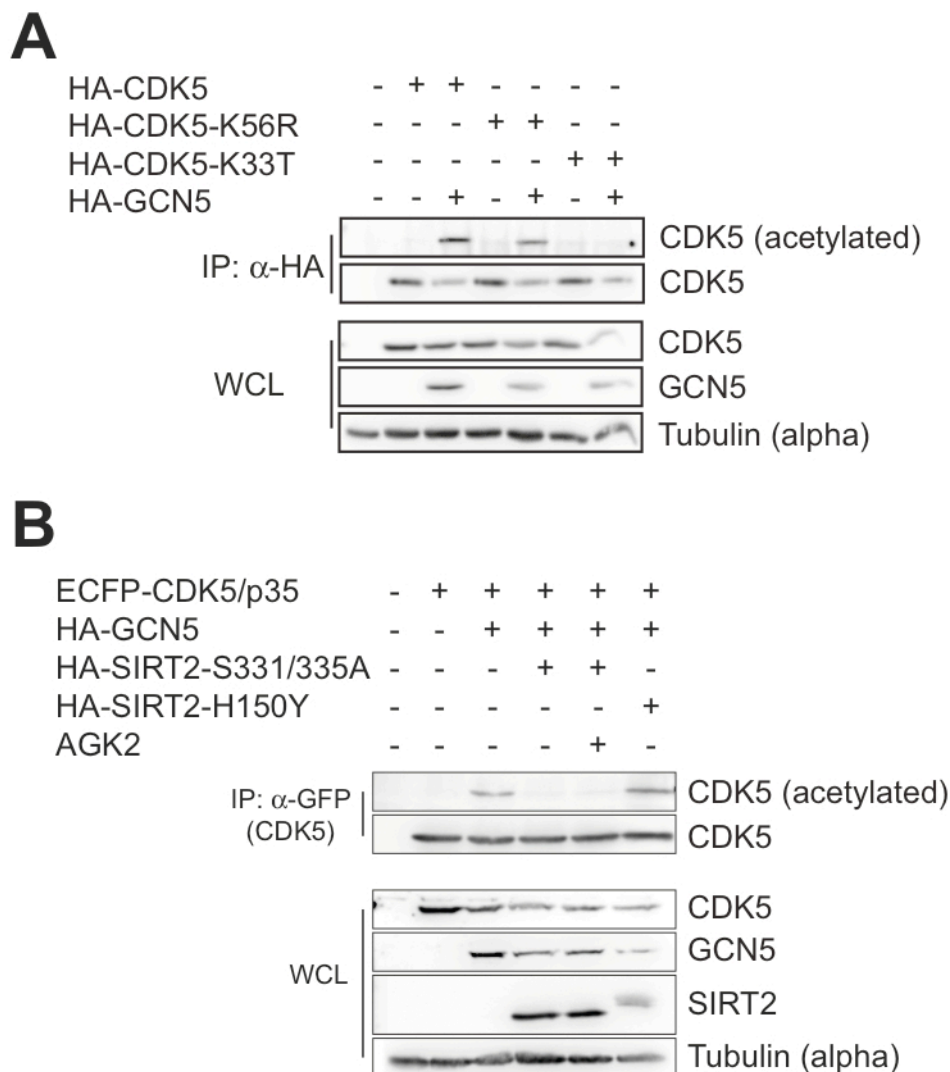 A
HA-CDK5 - + + - - - -
HA-CDK5-K56R - - - + + - -
HA-CDK5-K33T - - - - - + +
HA-GCN5 - - + - + - +
CDK5 (acetylated)
IP: α-HA
CDK5
CDK5
WCL
GCN5
Tubulin (alpha)
B
ECFP-CDK5/p35 - + + + + +
HA-GCN5 - - + + + +
HA-SIRT2-S331/335A - - - + + -
HA-SIRT2-H150Y - - - - - +
AGK2 - - - - + -
IP: α-GFP
(CDK5)
CDK5 (acetylated)
CDK5
CDK5
GCN5
WCL
SIRT2
Tubulin (alpha)